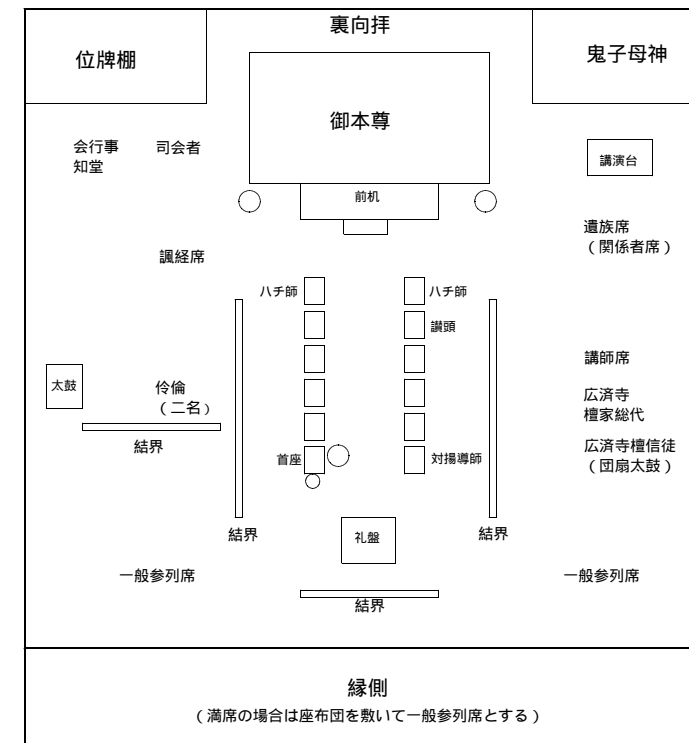 裏向拝
位牌棚
鬼子母神
御本尊
会行事
知堂
司会者
講演台
前机
遺族席
（関係者席）
諷経席
ハチ師
ハチ師
讃頭
講師席
太鼓
伶倫
（二名）
広済寺
檀家総代
結界
首座
対揚導師
広済寺檀信徒
（団扇太鼓）
結界
礼盤
結界
一般参列席
一般参列席
結界
縁側
（満席の場合は座布団を敷いて一般参列席とする）